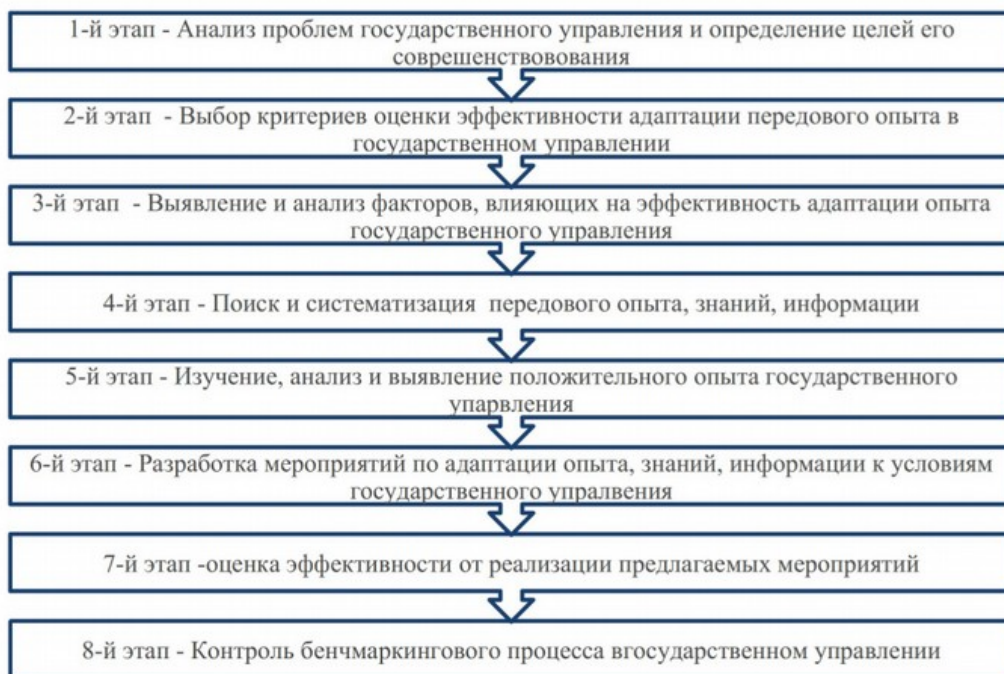 1-й этап - Анализ проблем государственного управления и определение целей его
соврешенствовования
2-й этап - Выбор критериев оценки эффективности адаптации передового опыта в
государственном управлении
3-й этап - Выявление и анализ факторов, влияющих на эффективность адаптации опыта
государственного управления
4-й этап - Поиск и систематизация передового опыта, знаний, информации
5-й этап - Изучение, анализ и выявление положительного опыта государственного
упарвления
6-й этап - Разработка мероприятий по адаптации опыта, знаний, информации к условиям
государственного упралвения
7-й этап -оценка эффективности от реализации предлагаемых мероприятий
8-й этап - Контроль бенчмаркингового процесса вгосударственном управлении